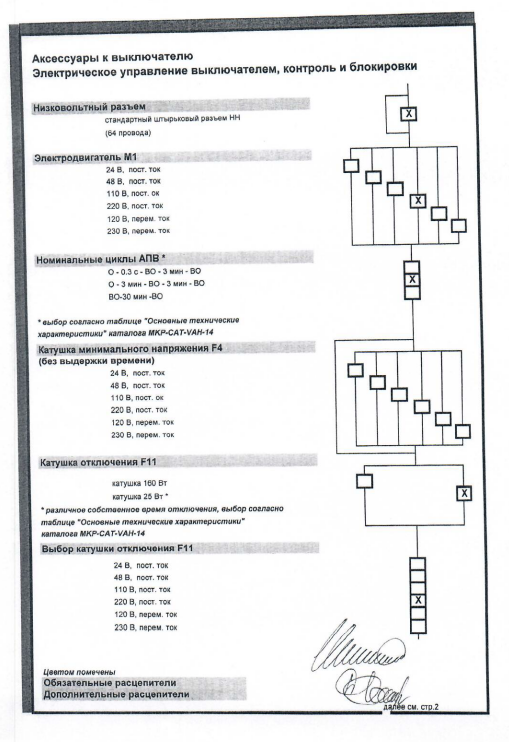 Аксессуары к выключателю
Электрическое управление выключателем, контроль и блокировки
Низковольтный разъем
стандартный штырьковый разъем НН
(64 провода)
X
Электродвигатель М1
24 В, пост. ток
48 В, пост. ток
110 В, пост. ок
220 В, пост. ток
120 В, перем. ток
230 В, перем. ток
X
Номинальные циклы АПВ *
О - 0.3 с - ВО - 3 мин - ВО
О - 3 мин - ВО - 3 мин - ВО
ВО-30 мин -ВО
X
* выбор согласно таблице "Основные технические
характеристики" каталога МКР-CAT-VAH-14
Катушка минимального напряжения F4
(без выдержки времени)
24 В, пост. ток
48 В, пост. ток
110 В, пост. ок
220 В, пост. ток
120 В, перем. ток
230 В, перем. ток
Катушка отключения F11
катушка 160 Вт
катушка 25 Вт *
X
* различное собственное время отключения, выбор согласно
таблице "Основные технические характеристики"
каталога МКР-CAT-VAH-14
Выбор катушки отключения F11
24 В, пост. ток
48 В, пост. ток
110 В, пост. ток
220 В, пост. ток
120 В, перем. ток
230 В, перем. ток
X
Цветом помечены
Обязательные расцепители
Дополнительные расцепители
далее см. стр.2